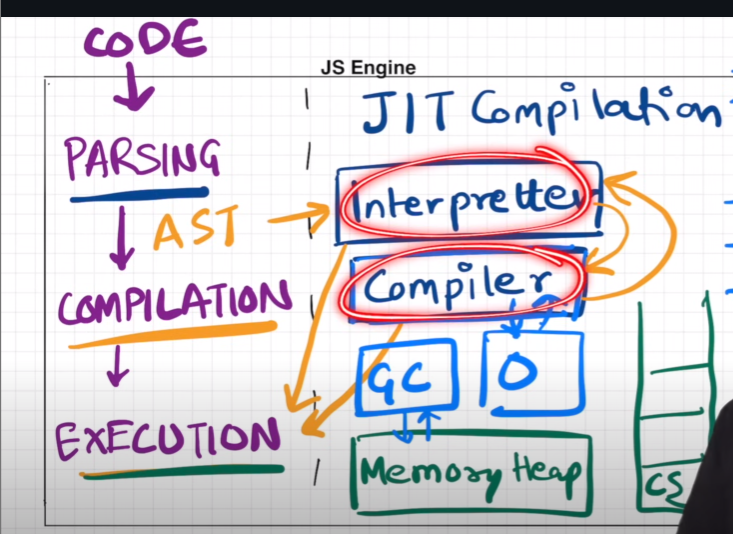 CODE
JS Engine
JIT Compilation
PARSING
AST
Interpretter
COMPILATION
Compiler
GC
O
EXECUTION
Memory Heap
CS